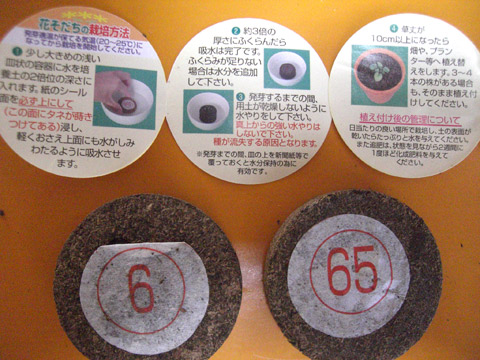 花そだちの栽培方法
発芽適温が保てる気温(20~25℃)に
なってから栽培を開始してください。
① 少し大きめの浅い
皿状の容器に水を培
養土の2倍位の深さに
入れます。紙のシール
面を必ず上にして
(この面にタネが蒔き
つけてある)浸し、
軽くおさえ上面にも水がしみ
わたるように吸水させ
ます。
② 約3倍の
厚さにふくらんだら
吸水は完了です。
ふくらみが足りない
場合は水分を追加
して下さい。
③ 発芽するまでの間、
用土が乾燥しないように
水やりをして下さい。
真上からの強い水やりは
しないで下さい。
種が流失する原因となります。
※発芽までの間、皿の上を新聞紙等で
覆っておくと水分保持の為に
有効です。
④ 草丈が
10cm以上になったら
畑や、プラン
ター等へ植え替
えをします。3~4
本の株がある場合
も、そのまま植え付
けしてください。
植え付け後の管理について
日当たりの良い場所で栽培し、土の表面が
乾いたらたっぷりと水を与えてください。
また追肥は、状態を見ながら2週間に
1度ほど化成肥料を与えて
ください。
6
65